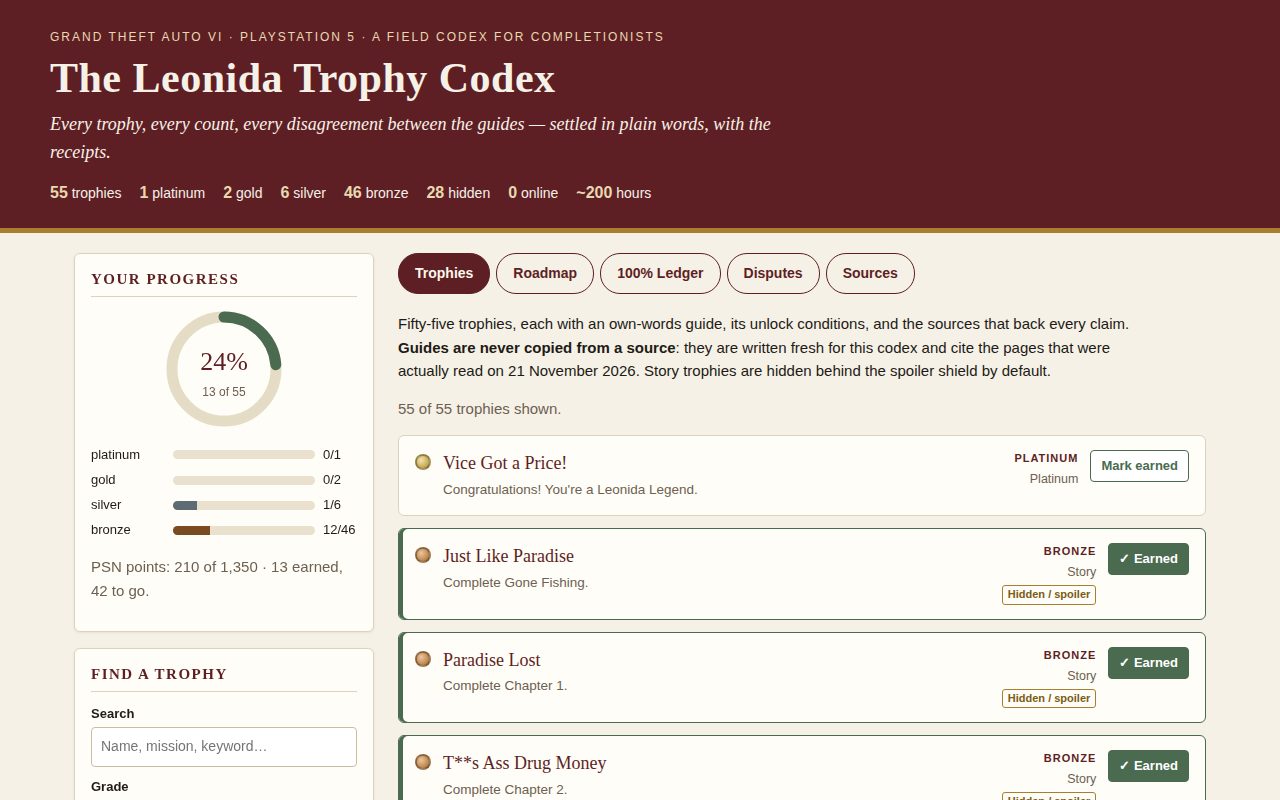 GRAND THEFT AUTO VI · PLAYSTATION 5 · A FIELD CODEX FOR COMPLETIONISTS
The Leonida Trophy Codex
Every trophy, every count, every disagreement between the guides — settled in plain words, with the
receipts.
55 trophies 1 platinum 2 gold 6 silver 46 bronze 28 hidden 0 online ~200 hours
YOUR PROGRESS
24%
13 of 55
platinum 0/1
gold 0/2
silver 1/6
bronze 12/46
PSN points: 210 of 1,350 · 13 earned,
42 to go.
FIND A TROPHY
Search
Name, mission, keyword…
Grade
Trophies Roadmap 100% Ledger Disputes Sources
Fifty-five trophies, each with an own-words guide, its unlock conditions, and the sources that back every claim.
Guides are never copied from a source: they are written fresh for this codex and cite the pages that were
actually read on 21 November 2026. Story trophies are hidden behind the spoiler shield by default.
55 of 55 trophies shown.
Vice Got a Price!
Congratulations! You're a Leonida Legend.
PLATINUM
Platinum
Mark earned
Just Like Paradise
Complete Gone Fishing.
BRONZE
Story
Hidden / spoiler
✓ Earned
Paradise Lost
Complete Chapter 1.
BRONZE
Story
Hidden / spoiler
✓ Earned
T**s Ass Drug Money
Complete Chapter 2.
BRONZE
Story
Hidden / spoiler
✓ Earned